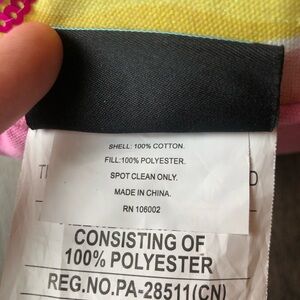 SHELL: 100% COTTON.
FILL:100% POLYESTER.
SPOT CLEAN ONLY.
MADE IN CHINA.
RN 106002
CONSISTING OF
100% POLYESTER
REG.NO.PA-28511(CN)